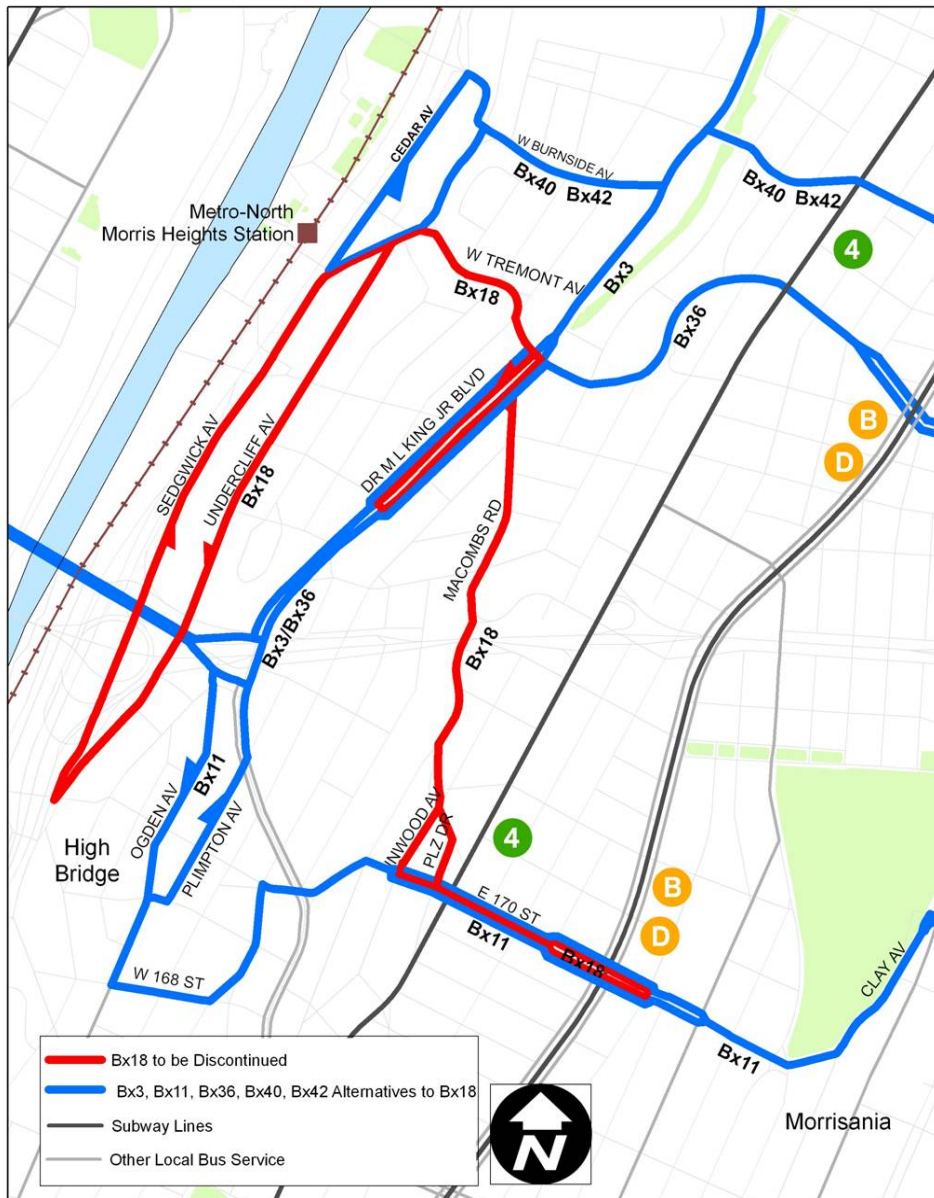 CEDAR AV
W BURNSIDE AV
Bx40 Bx42
Bx40 Bx42
Metro-North
Morris Heights Station
4
W TREMONT AV
Bx18
Bx3
Bx36
DR M L KING JR BLVD
B
D
SEDGWICK AV
UNDERCLIFF AV
Bx18
MACOMBS RD
Bx3/Bx36
Bx18
Bx11
OGDEN AV
PLIMPTON AV
High
Bridge
INWOOD AV
PLZ DR
4
B
D
E 170 ST
Bx11
Bx18
W 168 ST
CLAY AV
Bx11
Morrisania
Bx18 to be Discontinued
Bx3, Bx11, Bx36, Bx40, Bx42 Alternatives to Bx18
Subway Lines
Other Local Bus Service
N